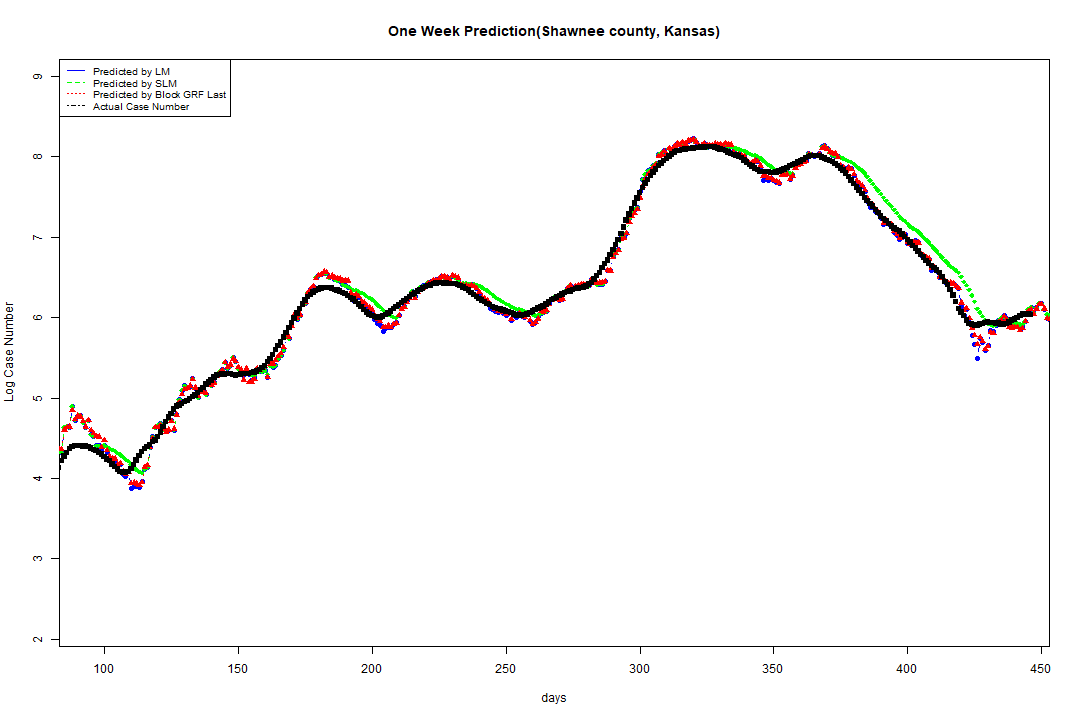 One Week Prediction(Shawnee county, Kansas)
Predicted by LM
Predicted by SLM
Predicted by Block GRF Last
Actual Case Number
9
8
7
6
5
4
3
2
Log Case Number
100 150 200 250 300 350 400 450
days